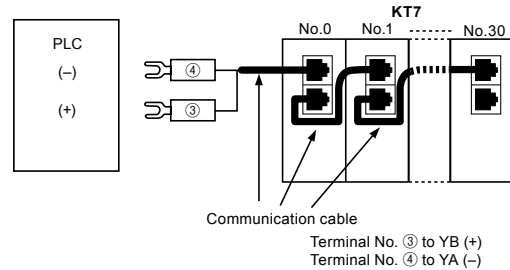 KT7
No.0 No.1 No.30
PLC
(–) ④
(+) ③
Communication cable
Terminal No. ③ to YB (+)
Terminal No. ④ to YA (–)